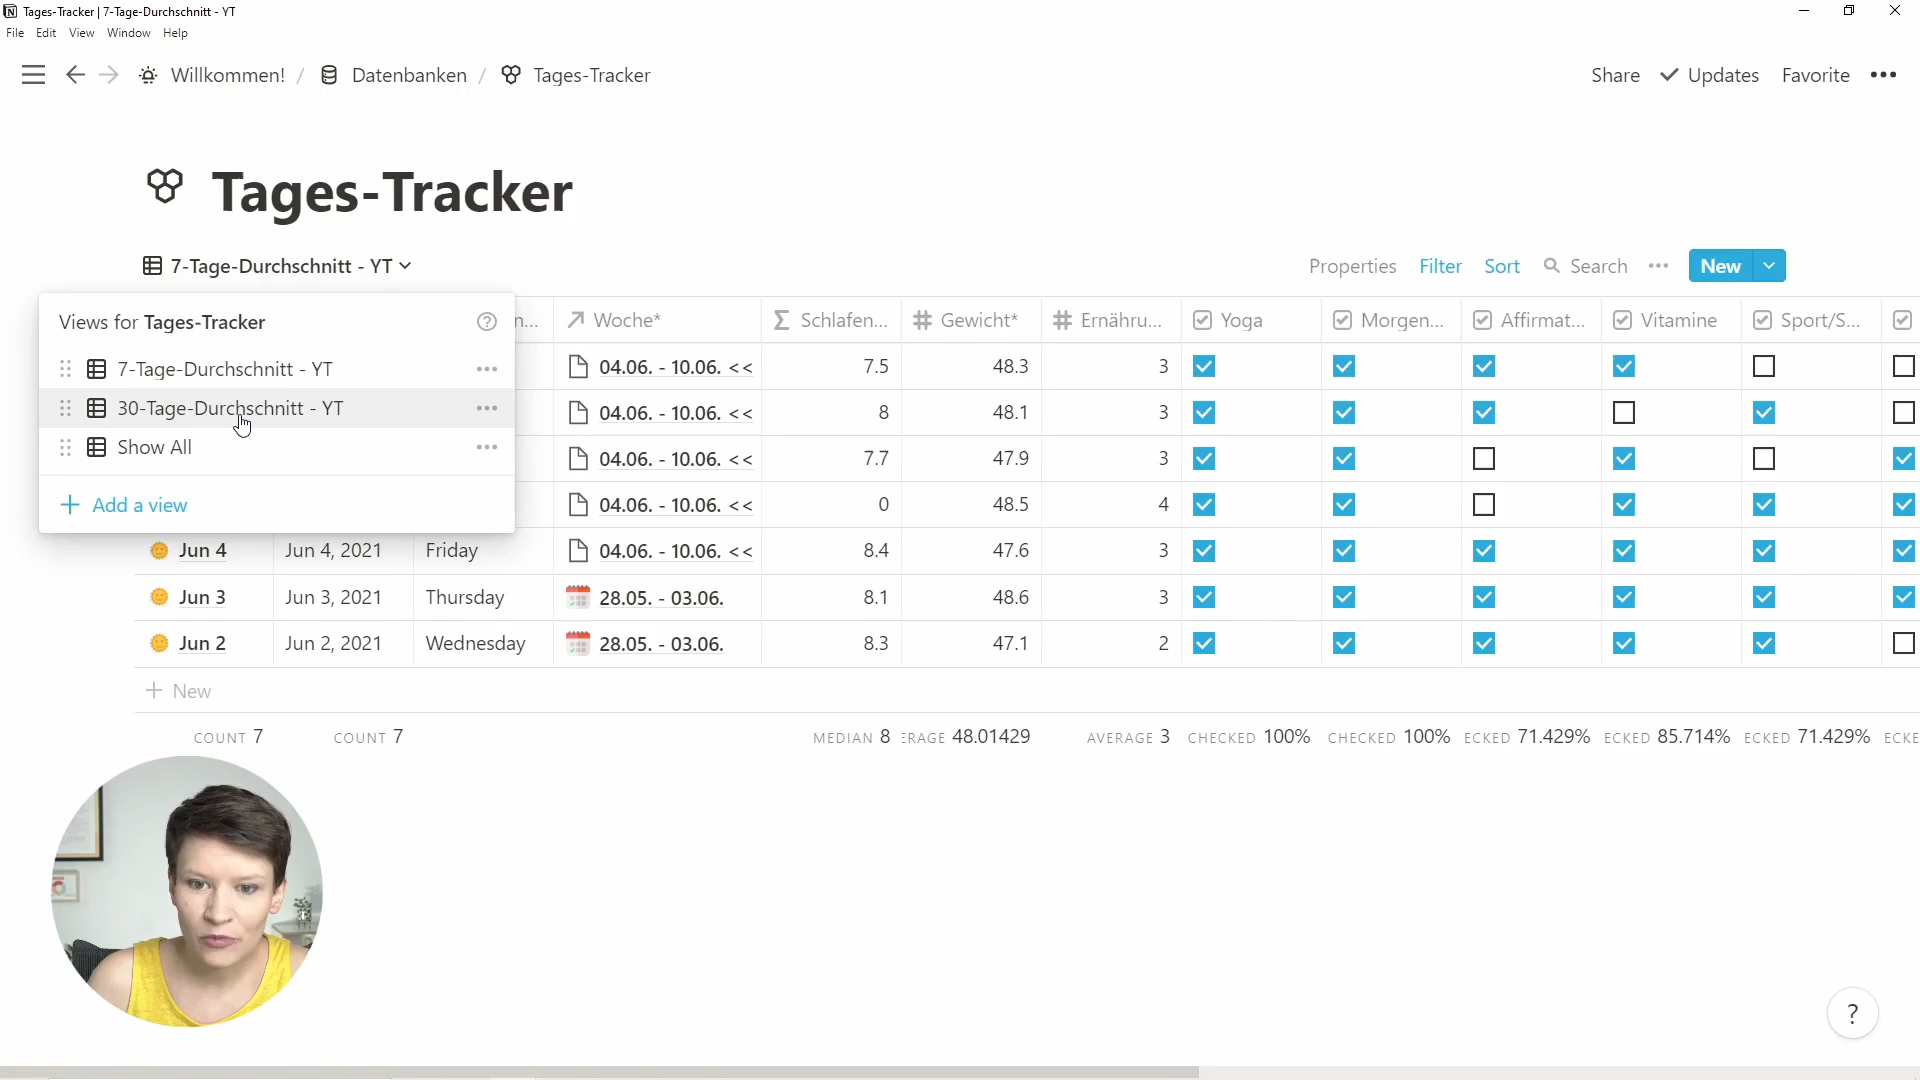 Tages-Tracker | 7-Tage-Durchschnitt - YT
File Edit View Window Help
Willkommen! / Datenbanken / Tages-Tracker
Share Updates Favorite •••
Tages-Tracker
7-Tage-Durchschnitt - YT
Properties Filter Sort Search ••• New
Views for Tages-Tracker ?
7-Tage-Durchschnitt - YT •••
30-Tage-Durchschnitt - YT •••
Show All •••
+ Add a view
n... Woche* Schlafen... Gewicht* Ernähru... Yoga Morgen... Affirmat... Vitamine Sport/S...
04.06. - 10.06. << 7.5 48.3 3
04.06. - 10.06. << 8 48.1 3
04.06. - 10.06. << 7.7 47.9 3
04.06. - 10.06. << 0 48.5 4
Jun 4 Jun 4, 2021 Friday 04.06. - 10.06. << 8.4 47.6 3
Jun 3 Jun 3, 2021 Thursday 28.05. - 03.06. 8.1 48.6 3
Jun 2 Jun 2, 2021 Wednesday 28.05. - 03.06. 8.3 47.1 2
+ New
COUNT 7 COUNT 7 MEDIAN 8 ERAGE 48.01429 AVERAGE 3 CHECKED 100% CHECKED 100% ECKED 71.429% ECKED 85.714% ECKED 71.429% ECKE
?